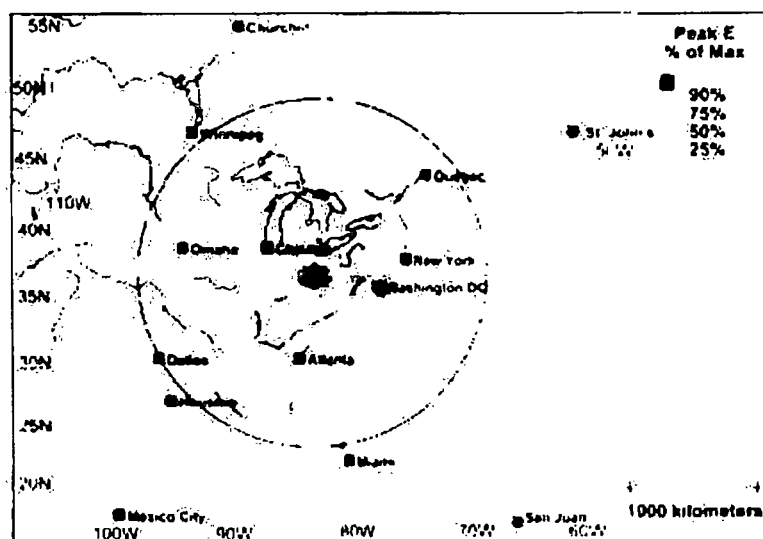 55N
Churchill
Peak E
% of Max
90%
75%
50%
25%
50N
Winnipeg
St. Johns
45N
Quebec
110W
40N
Omaha
New York
35N
Washington DC
30N
Dallas
Atlanta
25N
Miami
20N
1000 kilometers
Mexico City
San Juan
100W
90W
80W
70W
60W